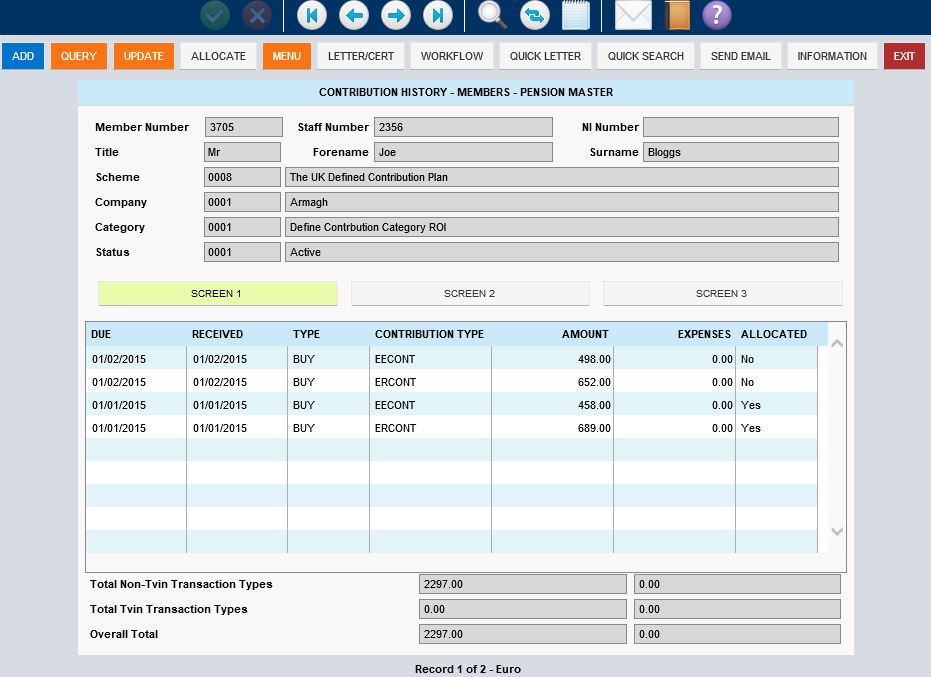 ?
ADD QUERY UPDATE ALLOCATE MENU LETTER/CERT WORKFLOW QUICK LETTER QUICK SEARCH SEND EMAIL INFORMATION EXIT
CONTRIBUTION HISTORY - MEMBERS - PENSION MASTER
Member Number 3705 Staff Number 2356 NI Number
Title Mr Forename Joe Surname Bloggs
Scheme 0008 The UK Defined Contribution Plan
Company 0001 Armagh
Category 0001 Define Contrbution Category ROI
Status 0001 Active
SCREEN 1 SCREEN 2 SCREEN 3
DUE RECEIVED TYPE CONTRIBUTION TYPE AMOUNT EXPENSES ALLOCATED
01/02/2015 01/02/2015 BUY EECONT 498.00 0.00 No
01/02/2015 01/02/2015 BUY ERCONT 652.00 0.00 No
01/01/2015 01/01/2015 BUY EECONT 458.00 0.00 Yes
01/01/2015 01/01/2015 BUY ERCONT 689.00 0.00 Yes
Total Non-Tvin Transaction Types 2297.00 0.00
Total Tvin Transaction Types 0.00 0.00
Overall Total 2297.00 0.00
Record 1 of 2 - Euro